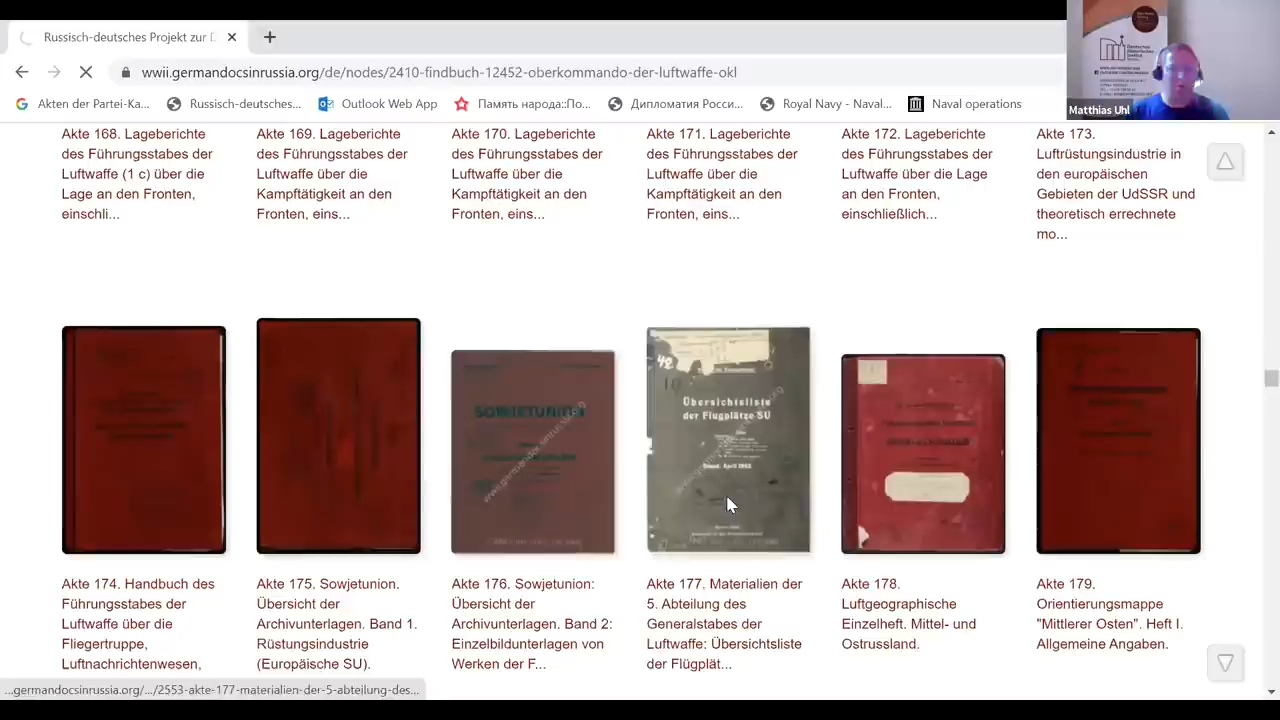 Russisch-deutsches Projekt zur D
wwii.germandocsinrussia.org/de/nodes/2-bestandbuch-12452-oberkommando-der-luftwaffe-okl
Akten der Partei-Ka...
Russisch-deutsches...
Outlook Web App
Память народа::По...
Дипломатия Росси...
Royal Navy - Naval...
Naval operations
Deutsches
Historisches
Institut
Matthias Uhl
Akte 168. Lageberichte
des Führungsstabes der
Luftwaffe (1 c) über die
Lage an den Fronten,
einschli...
Akte 169. Lageberichte
des Führungsstabes der
Luftwaffe über die
Kampftätigkeit an den
Fronten, eins...
Akte 170. Lageberichte
des Führungsstabes der
Luftwaffe über die
Kampftätigkeit an den
Fronten, eins...
Akte 171. Lageberichte
des Führungsstabes der
Luftwaffe über die
Kampftätigkeit an den
Fronten, eins...
Akte 172. Lageberichte
des Führungsstabes der
Luftwaffe über die Lage
an den Fronten,
einschließlich...
Akte 173.
Luftrüstungsindustrie in
den europäischen
Gebieten der UdSSR und
theoretisch errechnete
mo...
SOWJETUNION
www.germandocsinrussia.org
42
10
Übersichtsliste
der Flugplätze SU
Akte 174. Handbuch des
Führungsstabes der
Luftwaffe über die
Fliegertruppe,
Luftnachrichtenwesen,
Akte 175. Sowjetunion.
Übersicht der
Archivunterlagen. Band 1.
Rüstungsindustrie
(Europäische SU).
Akte 176. Sowjetunion:
Übersicht der
Archivunterlagen. Band 2:
Einzelbildunterlagen von
Werken der F...
Akte 177. Materialien der
5. Abteilung des
Generalstabes der
Luftwaffe: Übersichtsliste
der Flügplät...
Akte 178.
Luftgeographische
Einzelheft. Mittel- und
Ostrussland.
Akte 179.
Orientierungsmappe
"Mittlerer Osten". Heft I.
Allgemeine Angaben.
...germandocsinrussia.org/.../2553-akte-177-materialien-der-5-abteilung-des...